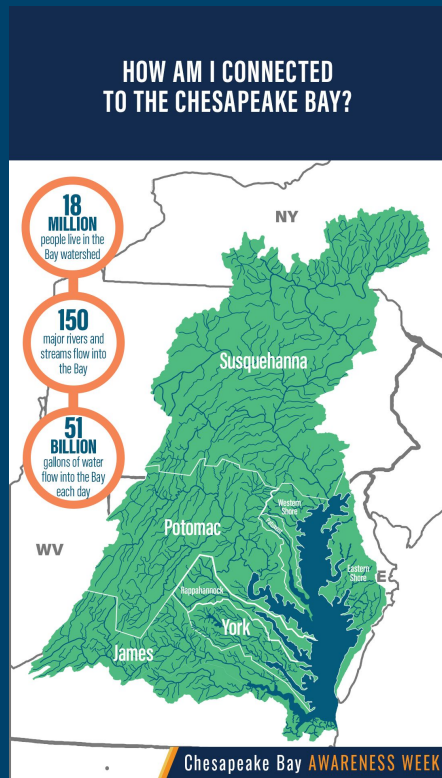 HOW AM I CONNECTED
TO THE CHESAPEAKE BAY?
18
MILLION
people live in the
Bay watershed
150
major rivers and
streams flow into
the Bay
51
BILLION
gallons of water
flow into the Bay
each day
NY
Susquehanna
Western
Shore
Potomac
WV
Eastern
Shore
E
Rappahannock
York
James
Chesapeake Bay AWARENESS WEEK